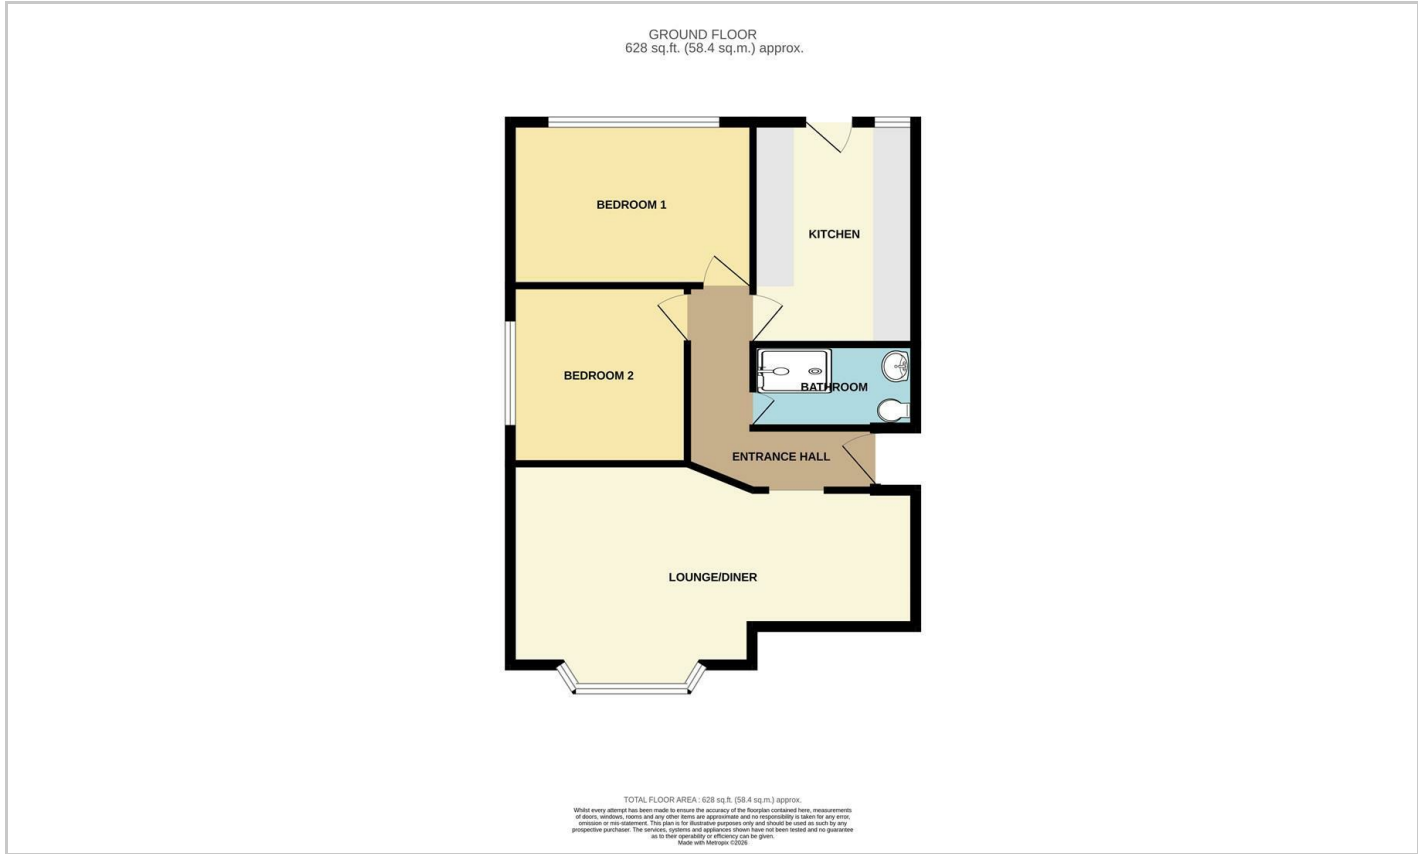 GROUND FLOOR
628 sq.ft. (58.4 sq.m.) approx.
BEDROOM 1
KITCHEN
BEDROOM 2
BATHROOM
ENTRANCE HALL
LOUNGE/DINER
TOTAL FLOOR AREA : 628 sq.ft. (58.4 sq.m.) approx.
Whilst every attempt has been made to ensure the accuracy of the floorplan contained here, measurements
of doors, windows, rooms and any other items are approximate and no responsibility is taken for any error,
omission or mis-statement. This plan is for illustrative purposes only and should be used as such by any
prospective purchaser. The services, systems and appliances shown have not been tested and no guarantee
as to their operability or efficiency can be given.
Made with Metropix ©2026